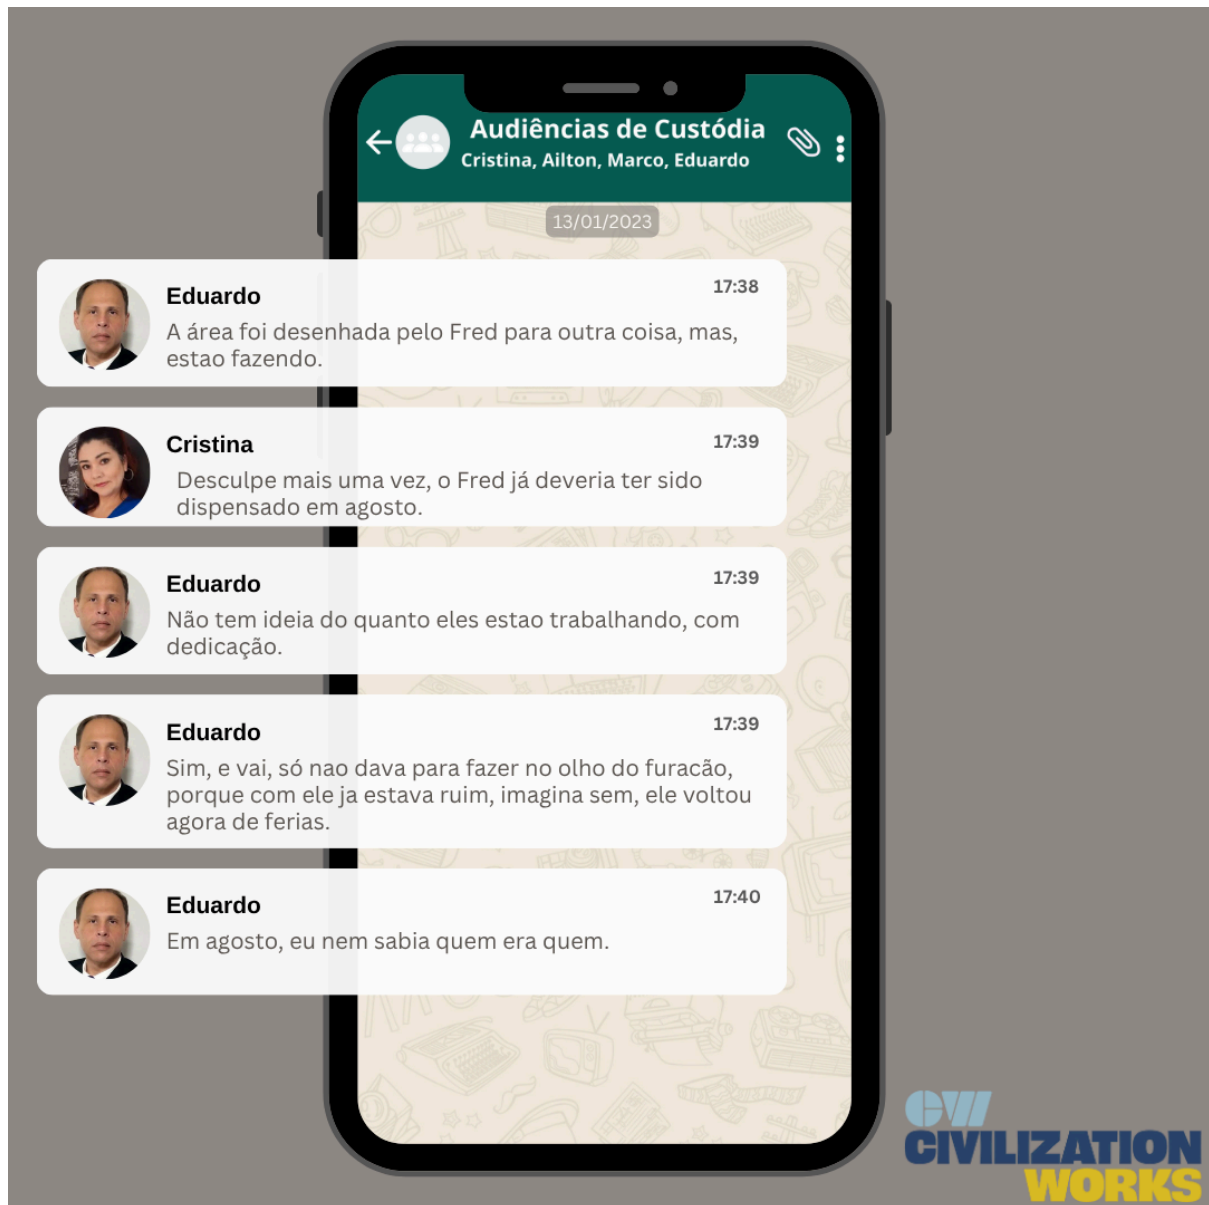 Audiências de Custódia
Cristina, Ailton, Marco, Eduardo
13/01/2023
Eduardo
17:38
A área foi desenhada pelo Fred para outra coisa, mas,
estao fazendo.
Cristina
17:39
Desculpe mais uma vez, o Fred já deveria ter sido
dispensado em agosto.
Eduardo
17:39
Não tem ideia do quanto eles estao trabalhando, com
dedicação.
Eduardo
17:39
Sim, e vai, só nao dava para fazer no olho do furacão,
porque com ele ja estava ruim, imagina sem, ele voltou
agora de ferias.
Eduardo
17:40
Em agosto, eu nem sabia quem era quem.
CW
CIVILIZATION
WORKS